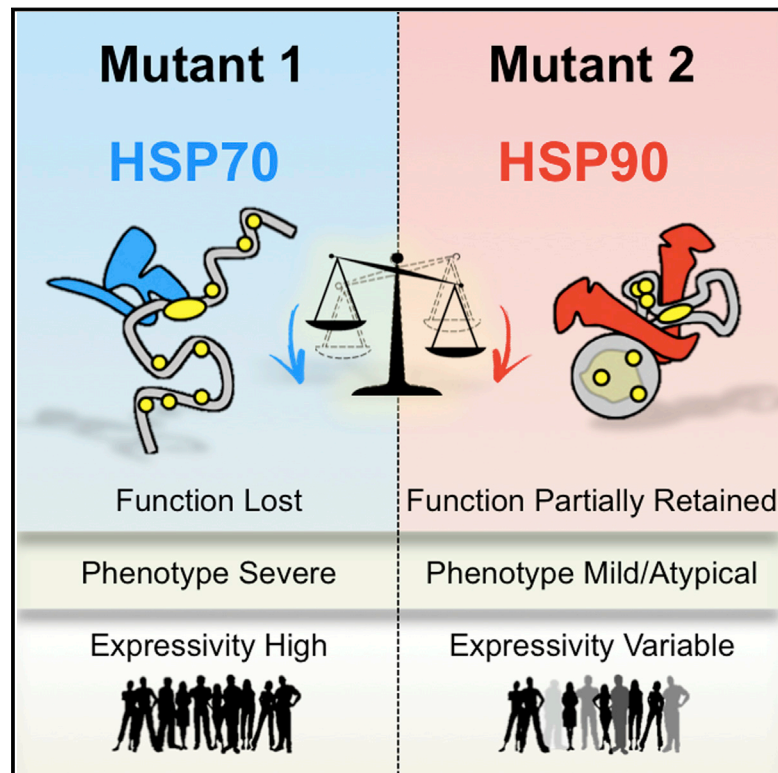 Mutant 1
Mutant 2
HSP70
HSP90
Function Lost
Function Partially Retained
Phenotype Severe
Phenotype Mild/Atypical
Expressivity High
Expressivity Variable